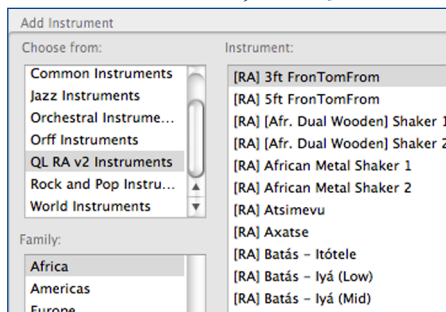 Add Instrument
Choose from:
Common Instruments
Jazz Instruments
Orchestral Instrume...
Orff Instruments
QL RA v2 Instruments
Rock and Pop Instru...
World Instruments
Family:
Africa
Americas
Europe
Instrument:
[RA] 3ft FronTomFrom
[RA] 5ft FronTomFrom
[RA] [Afr. Dual Wooden] Shaker 1
[RA] [Afr. Dual Wooden] Shaker 2
[RA] African Metal Shaker 1
[RA] African Metal Shaker 2
[RA] Atsimevu
[RA] Axatse
[RA] Batás – Itótele
[RA] Batás – Iyá (Low)
[RA] Batás – Iyá (Mid)